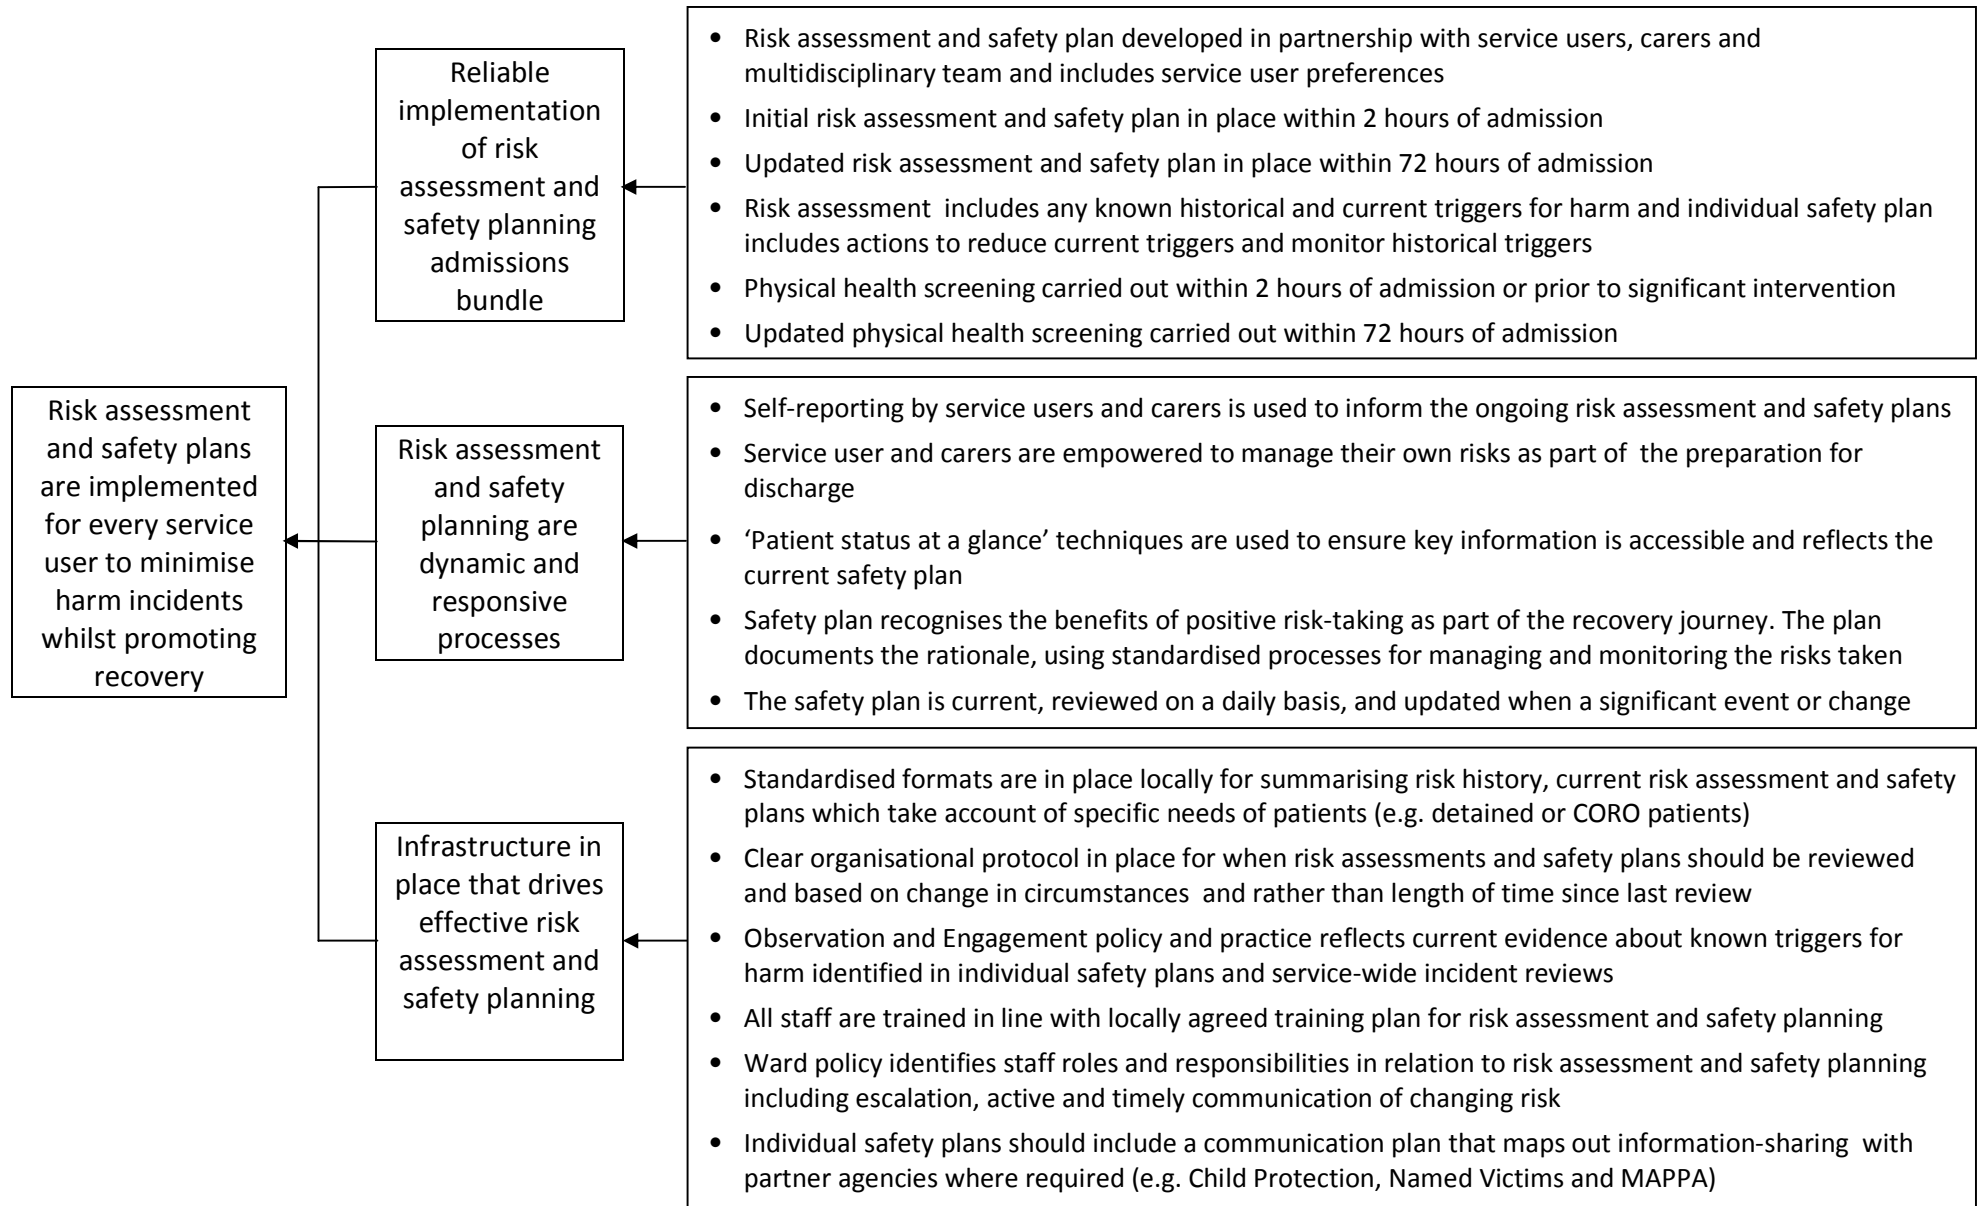 Risk assessment
and safety plans
are implemented
for every service
user to minimise
harm incidents
whilst promoting
recovery
Reliable
implementation
of risk
assessment and
safety planning
admissions
bundle
• Risk assessment and safety plan developed in partnership with service users, carers and
multidisciplinary team and includes service user preferences
• Initial risk assessment and safety plan in place within 2 hours of admission
• Updated risk assessment and safety plan in place within 72 hours of admission
• Risk assessment includes any known historical and current triggers for harm and individual safety plan
includes actions to reduce current triggers and monitor historical triggers
• Physical health screening carried out within 2 hours of admission or prior to significant intervention
• Updated physical health screening carried out within 72 hours of admission
Risk assessment
and safety
planning are
dynamic and
responsive
processes
• Self-reporting by service users and carers is used to inform the ongoing risk assessment and safety plans
• Service user and carers are empowered to manage their own risks as part of the preparation for
discharge
• ‘Patient status at a glance’ techniques are used to ensure key information is accessible and reflects the
current safety plan
• Safety plan recognises the benefits of positive risk-taking as part of the recovery journey. The plan
documents the rationale, using standardised processes for managing and monitoring the risks taken
• The safety plan is current, reviewed on a daily basis, and updated when a significant event or change
Infrastructure in
place that drives
effective risk
assessment and
safety planning
• Standardised formats are in place locally for summarising risk history, current risk assessment and safety
plans which take account of specific needs of patients (e.g. detained or CORO patients)
• Clear organisational protocol in place for when risk assessments and safety plans should be reviewed
and based on change in circumstances and rather than length of time since last review
• Observation and Engagement policy and practice reflects current evidence about known triggers for
harm identified in individual safety plans and service-wide incident reviews
• All staff are trained in line with locally agreed training plan for risk assessment and safety planning
• Ward policy identifies staff roles and responsibilities in relation to risk assessment and safety planning
including escalation, active and timely communication of changing risk
• Individual safety plans should include a communication plan that maps out information-sharing with
partner agencies where required (e.g. Child Protection, Named Victims and MAPPA)